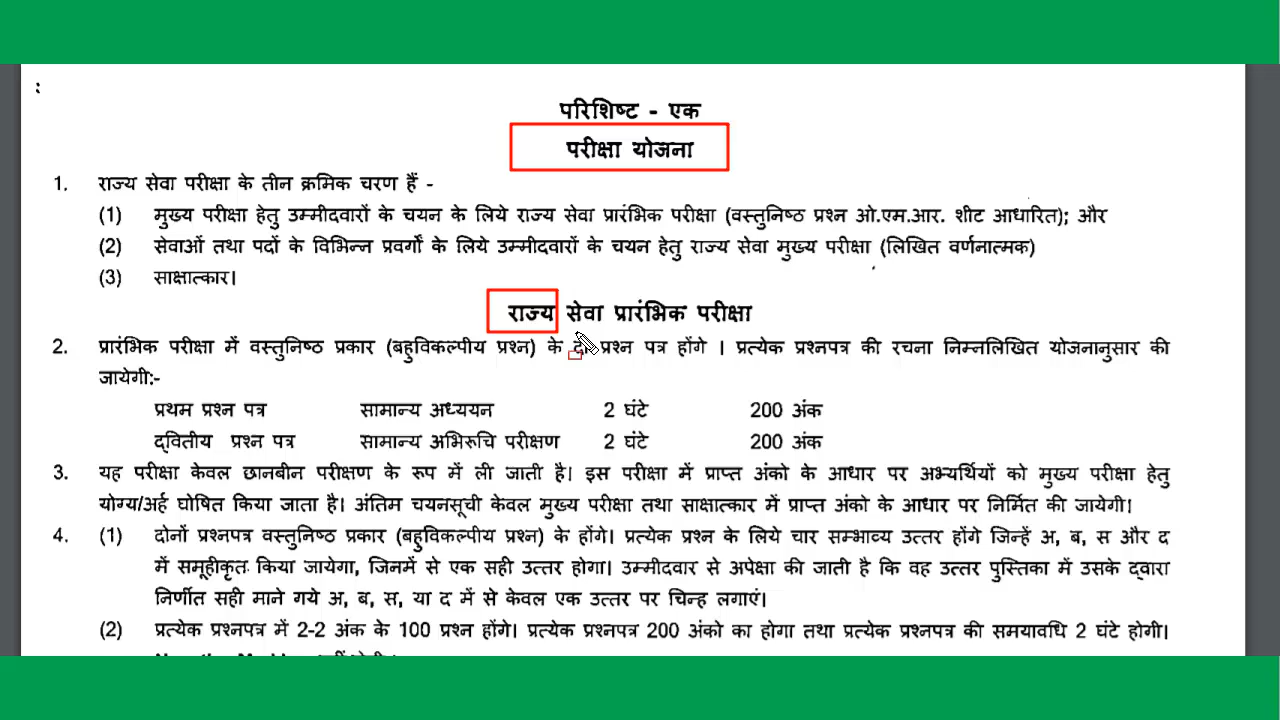 :
परिशिष्ट - एक
परीक्षा योजना
1. राज्य सेवा परीक्षा के तीन क्रमिक चरण हैं -
(1) मुख्य परीक्षा हेतु उम्मीदवारों के चयन के लिये राज्य सेवा प्रारंभिक परीक्षा (वस्तुनिष्ठ प्रश्न ओ.एम.आर. शीट आधारित); और
(2) सेवाओं तथा पदों के विभिन्न प्रवर्गों के लिये उम्मीदवारों के चयन हेतु राज्य सेवा मुख्य परीक्षा (लिखित वर्णनात्मक)
(3) साक्षात्कार।
राज्य सेवा प्रारंभिक परीक्षा
2. प्रारंभिक परीक्षा में वस्तुनिष्ठ प्रकार (बहुविकल्पीय प्रश्न) के दो प्रश्न पत्र होंगे । प्रत्येक प्रश्नपत्र की रचना निम्नलिखित योजनानुसार की
जायेगी:-
प्रथम प्रश्न पत्र सामान्य अध्ययन 2 घंटे 200 अंक
द्वितीय प्रश्न पत्र सामान्य अभिरूचि परीक्षण 2 घंटे 200 अंक
3. यह परीक्षा केवल छानबीन परीक्षण के रूप में ली जाती है। इस परीक्षा में प्राप्त अंको के आधार पर अभ्यर्थियों को मुख्य परीक्षा हेतु
योग्य/अर्ह घोषित किया जाता है। अंतिम चयनसूची केवल मुख्य परीक्षा तथा साक्षात्कार में प्राप्त अंको के आधार पर निर्मित की जायेगी।
4. (1) दोनों प्रश्नपत्र वस्तुनिष्ठ प्रकार (बहुविकल्पीय प्रश्न) के होंगे। प्रत्येक प्रश्न के लिये चार सम्भाव्य उत्तर होंगे जिन्हें अ, ब, स और द
में समूहीकृत किया जायेगा, जिनमें से एक सही उत्तर होगा। उम्मीदवार से अपेक्षा की जाती है कि वह उत्तर पुस्तिका में उसके द्वारा
निर्णीत सही माने गये अ, ब, स, या द में से केवल एक उत्तर पर चिन्ह लगाएं।
(2) प्रत्येक प्रश्नपत्र में 2-2 अंक के 100 प्रश्न होंगे। प्रत्येक प्रश्नपत्र 200 अंको का होगा तथा प्रत्येक प्रश्नपत्र की समयावधि 2 घंटे होगी।